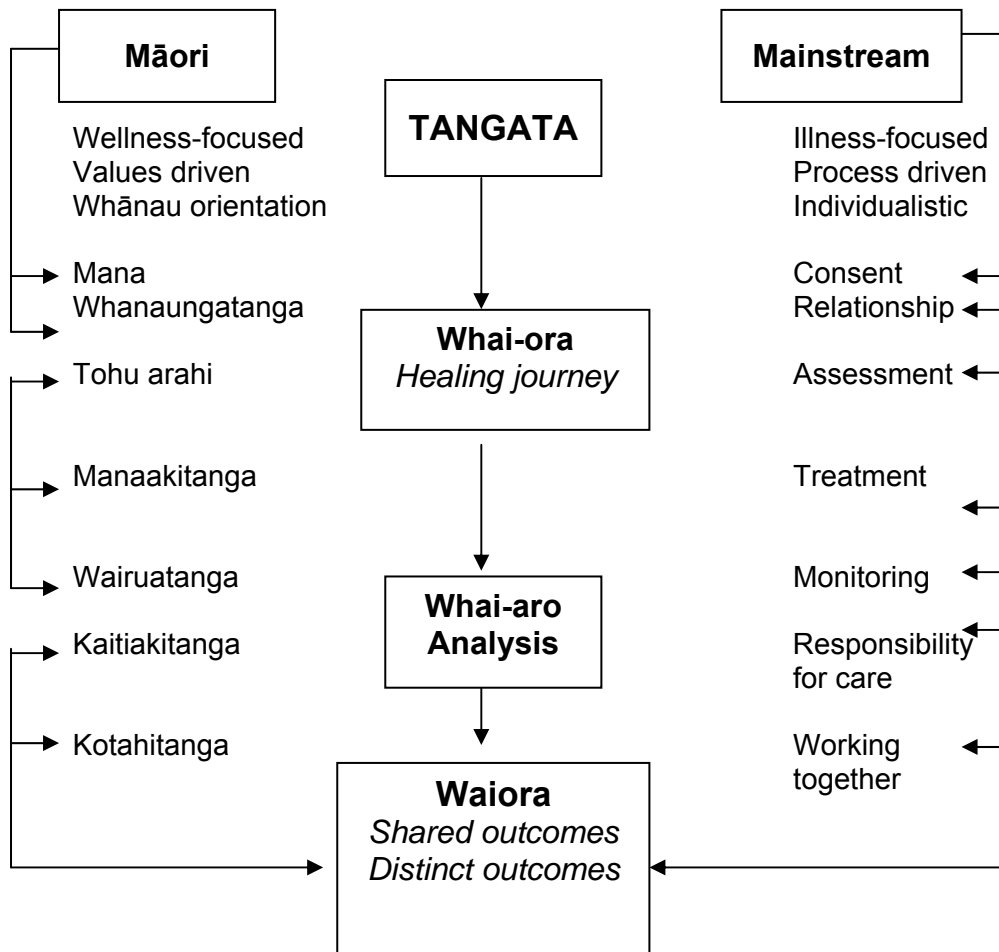 Māori
Wellness-focused
Values driven
Whānau orientation
Mana
Whanaungatanga
Tohu arahi
Manaakitanga
Wairuatanga
Kaitiakitanga
Kotahitanga
TANGATA
Whai-ora
Healing journey
Whai-aro
Analysis
Waiora
Shared outcomes
Distinct outcomes
Mainstream
Illness-focused
Process driven
Individualistic
Consent
Relationship
Assessment
Treatment
Monitoring
Responsibility
for care
Working
together